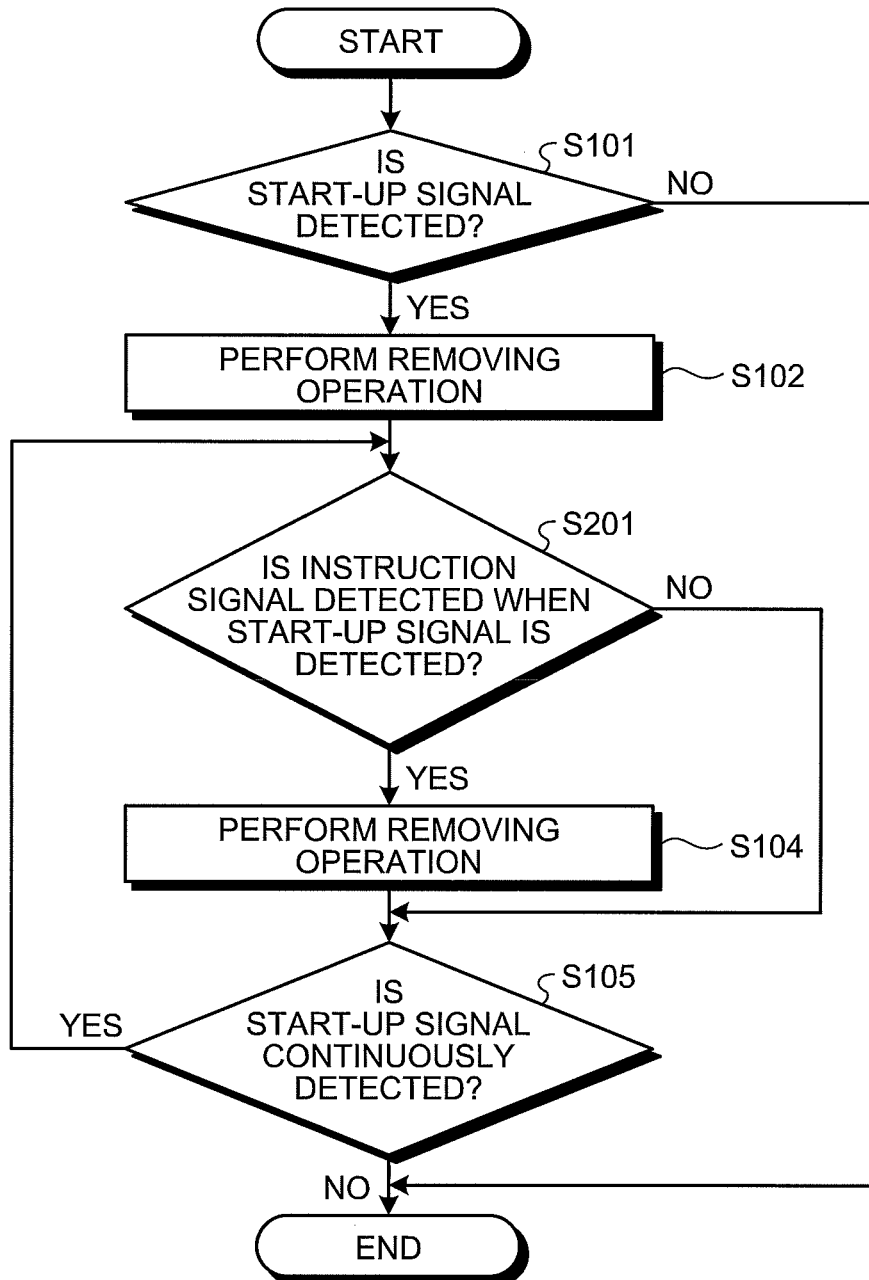 START
IS
START-UP SIGNAL
DETECTED?
S101
NO
YES
PERFORM REMOVING
OPERATION
S102
IS INSTRUCTION
SIGNAL DETECTED WHEN
START-UP SIGNAL IS
DETECTED?
S201
NO
YES
PERFORM REMOVING
OPERATION
S104
IS
START-UP SIGNAL
CONTINUOUSLY
DETECTED?
S105
YES
NO
END